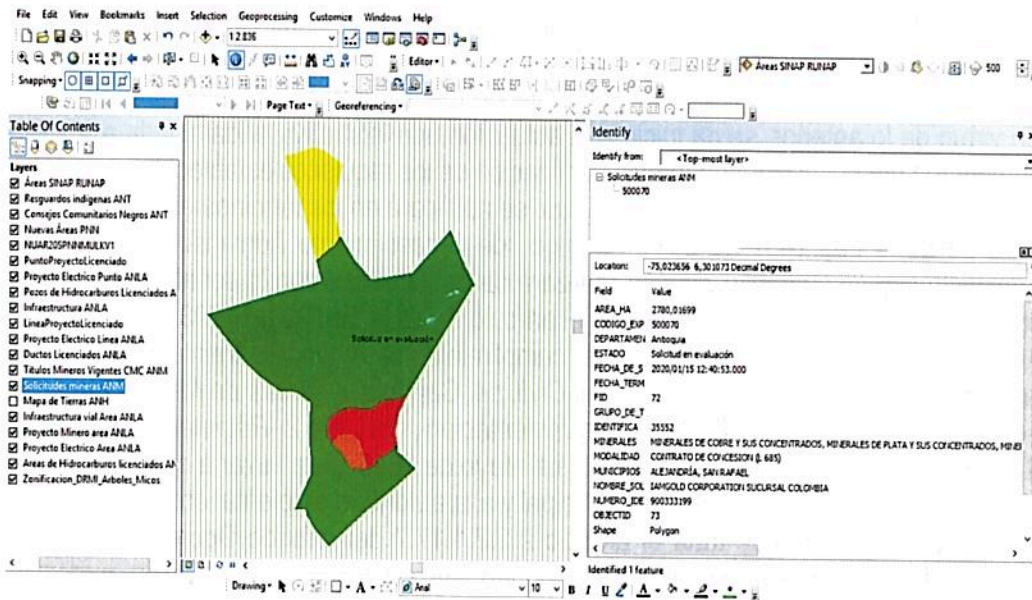 File Edit View Bookmarks Insert Selection Geoprocessing Customize Windows Help
1:2.836
Editor
Areas SINAP RUNAP
500
Snapping
Page Text
Georeferencing
Table Of Contents
Layers
Áreas SINAP RUNAP
Resguardos indigenas ANT
Consejos Comunitarios Negros ANT
Nuevas Áreas PNN
NUAR20SPNNMULKV1
PuntoProyectoLicenciado
Proyecto Electrico Punto ANLA
Pozos de Hidrocarburos Licenciados A
Infraestructura ANLA
LineaProyectoLicenciado
Proyecto Electrico Linea ANLA
Ductos Licenciados ANLA
Títulos Mineros Vigentes CMC ANM
Solicitudes mineras ANM
Mapa de Tierras ANH
Infraestructura vial Area ANLA
Proyecto Minero area ANLA
Proyecto Electrico Area ANLA
Areas de Hidrocarburos licenciados AN
Zonificacion_DRMI_Arboles_Micos
Solicitud en evaluación
Identify
Identify from: <Top-most layer>
Solicitudes mineras ANM
500070
Location: -75,023656 6,301073 Decimal Degrees
Field Value
AREA_HA 2780,01699
CODIGO_EXP 500070
DEPARTAMEN Antioquia
ESTADO Solicitud en evaluación
FECHA_DE_S 2020/01/15 12:40:53.000
FECHA_TERM
FID 72
GRUPO_DE_T
IDENTIFICA 35552
MINERALES MINERALES DE COBRE Y SUS CONCENTRADOS, MINERALES DE PLATA Y SUS CONCENTRADOS, MINE
MODALIDAD CONTRATO DE CONCESION (L 685)
MUNICIPIOS ALEJANDRÍA, SAN RAFAEL
NOMBRE_SOL IAMGOLD CORPORATION SUCURSAL COLOMBIA
NUMERO_IDE 900333199
OBJECTID 73
Shape Polygon
Identified 1 feature
Drawing
A
Arial
10
B I U A